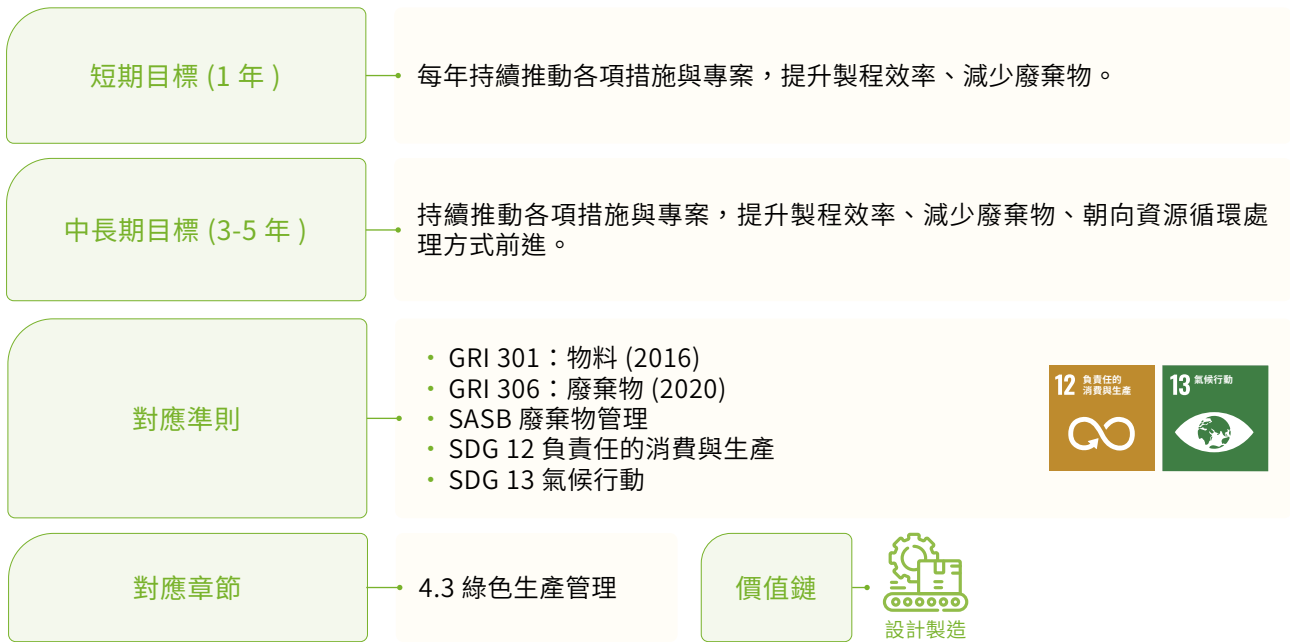 短期目標 (1 年 )
每年持續推動各項措施與專案，提升製程效率、減少廢棄物。
中長期目標 (3-5 年 )
持續推動各項措施與專案，提升製程效率、減少廢棄物、朝向資源循環處
理方式前進。
對應準則
• GRI 301：物料 (2016)
• GRI 306：廢棄物 (2020)
• SASB 廢棄物管理
• SDG 12 負責任的消費與生產
• SDG 13 氣候行動
12 負責任的
消費與生產
13 氣候行動
對應章節
4.3 綠色生產管理
價值鏈
設計製造